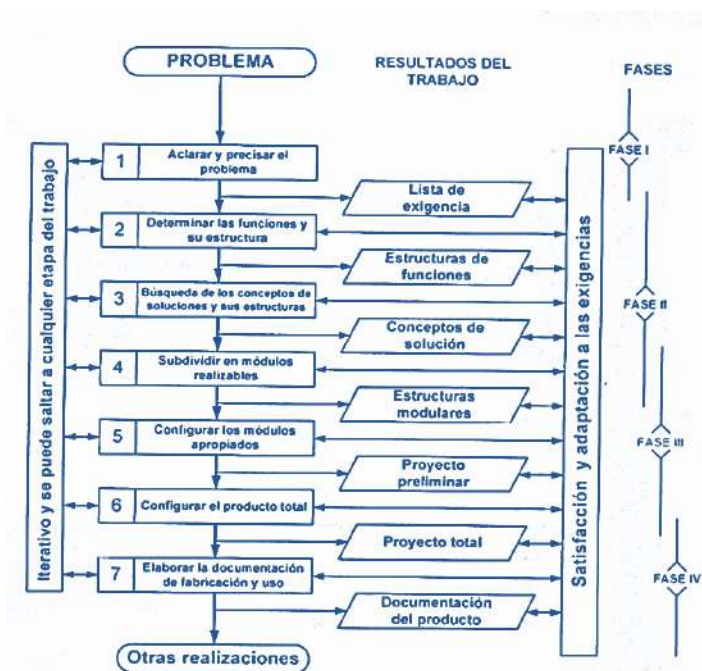 PROBLEMA
RESULTADOS DEL
TRABAJO
FASES
Iterativo y se puede saltar a cualquier etapa del trabajo
1
Aclarar y precisar el
problema
Lista de
exigencia
2
Determinar las funciones y
su estructura
Estructuras de
funciones
3
Búsqueda de los conceptos de
soluciones y sus estructuras
Conceptos de
solución
4
Subdividir en módulos
realizables
Estructuras
modulares
5
Configurar los módulos
apropiados
Proyecto
preliminar
6
Configurar el producto total
Proyecto total
7
Elaborar la documentación
de fabricación y uso
Documentación
del producto
Otras realizaciones
Satisfacción y adaptación a las exigencias
FASE I
FASE II
FASE III
FASE IV